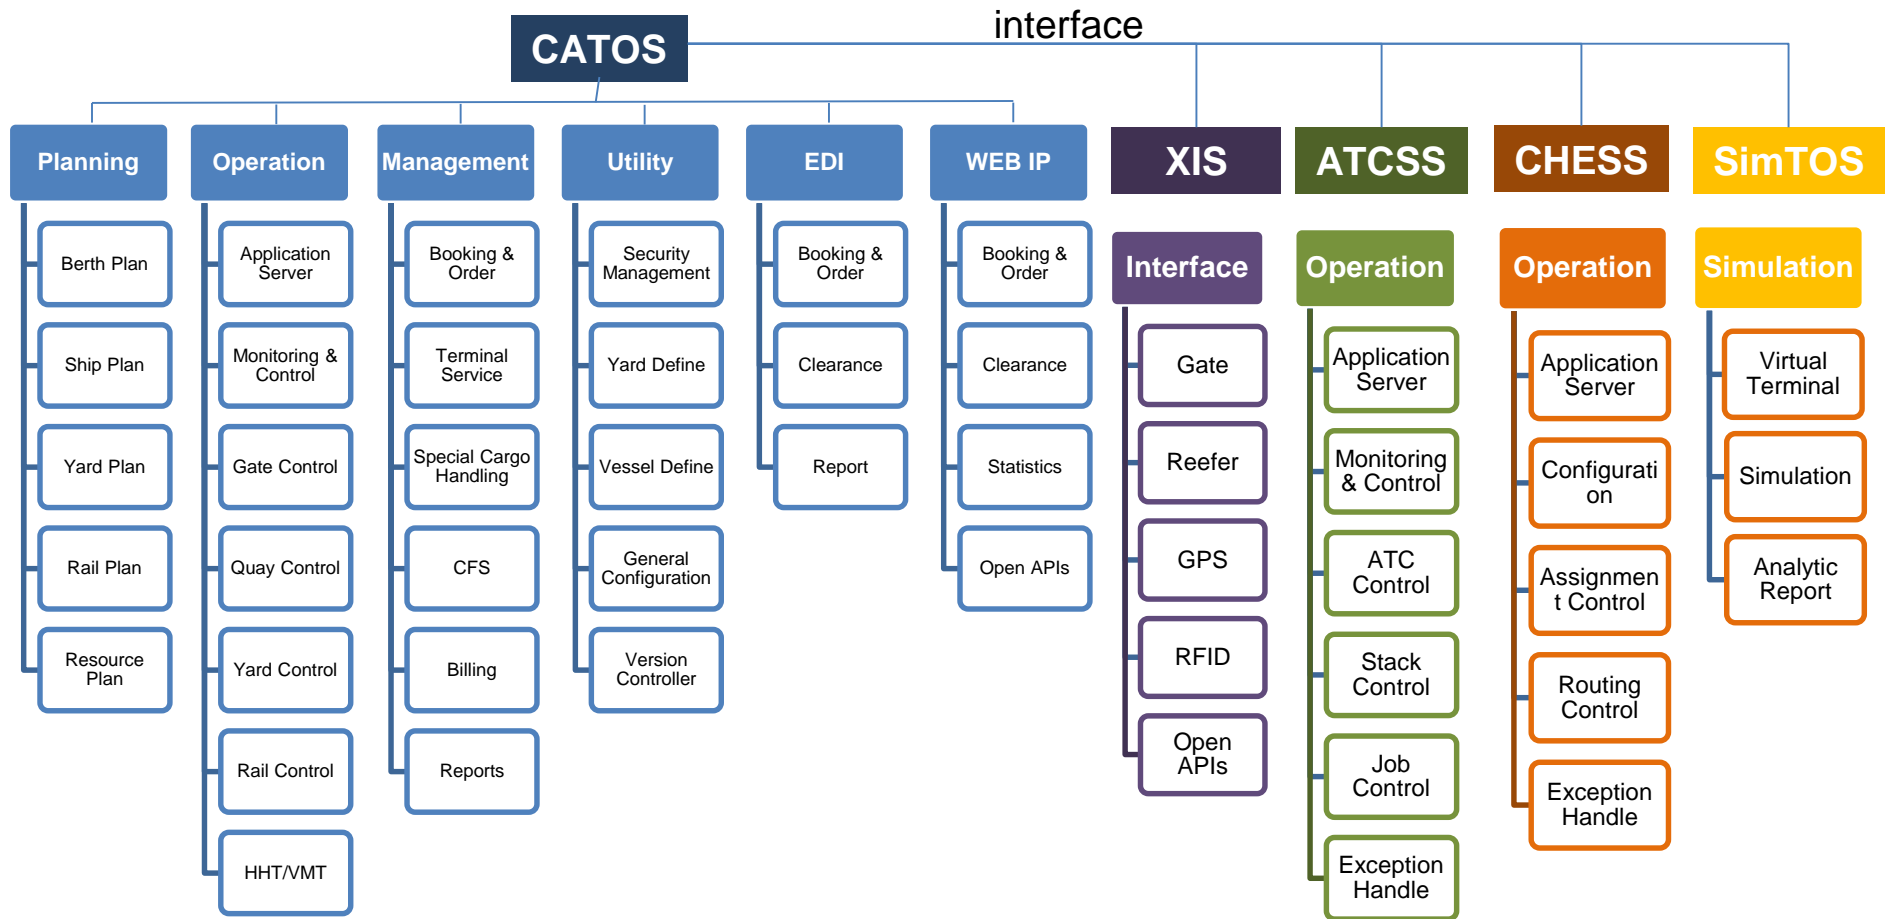 interface
CATOS
Planning
Berth Plan
Ship Plan
Yard Plan
Rail Plan
Resource
Plan
Operation
Application
Server
Monitoring &
Control
Gate Control
Quay Control
Yard Control
Rail Control
HHT/VMT
Management
Booking &
Order
Terminal
Service
Special Cargo
Handling
CFS
Billing
Reports
Utility
Security
Management
Yard Define
Vessel Define
General
Configuration
Version
Controller
EDI
Booking &
Order
Clearance
Report
WEB IP
Booking &
Order
Clearance
Statistics
Open APIs
XIS
Interface
Gate
Reefer
GPS
RFID
Open
APIs
ATCSS
Operation
Application
Server
Monitoring
& Control
ATC
Control
Stack
Control
Job
Control
Exception
Handle
CHESS
Operation
Application
Server
Configurati
on
Assignmen
t Control
Routing
Control
Exception
Handle
SimTOS
Simulation
Virtual
Terminal
Simulation
Analytic
Report